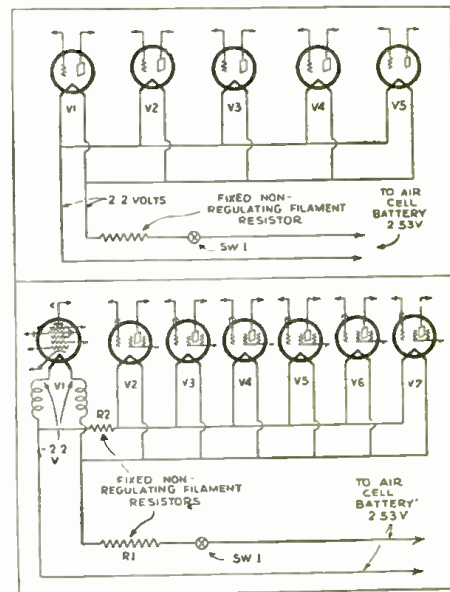 V1 V2 V3 V4 V5
2 2 VOLTS
FIXED NON-
REGULATING FILAMENT
RESISTOR
SW 1
TO AIR
CELL
BATTERY
2 53V
V1 V2 V3 V4 V5 V6 V7
R2
-2 2
V
FIXED NON-
REGULATING FILAMENT
RESISTORS
R1
SW 1
TO AIR
CELL
BATTERY
2 53V